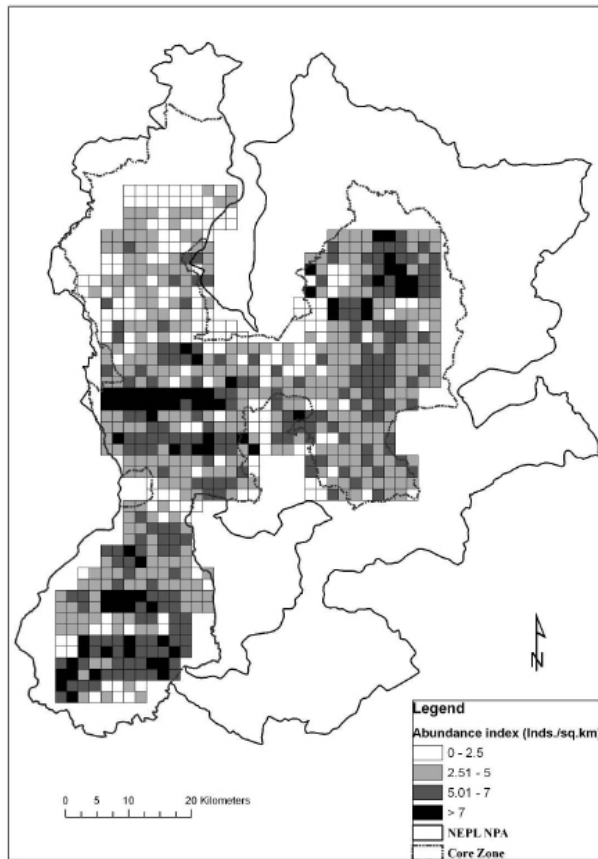 N
Legend
Abundance index (Inds./sq.km)
0 - 2.5
2.51 - 5
5.01 - 7
> 7
NEPL NPA
Core Zone
0 5 10 20 Kilometers